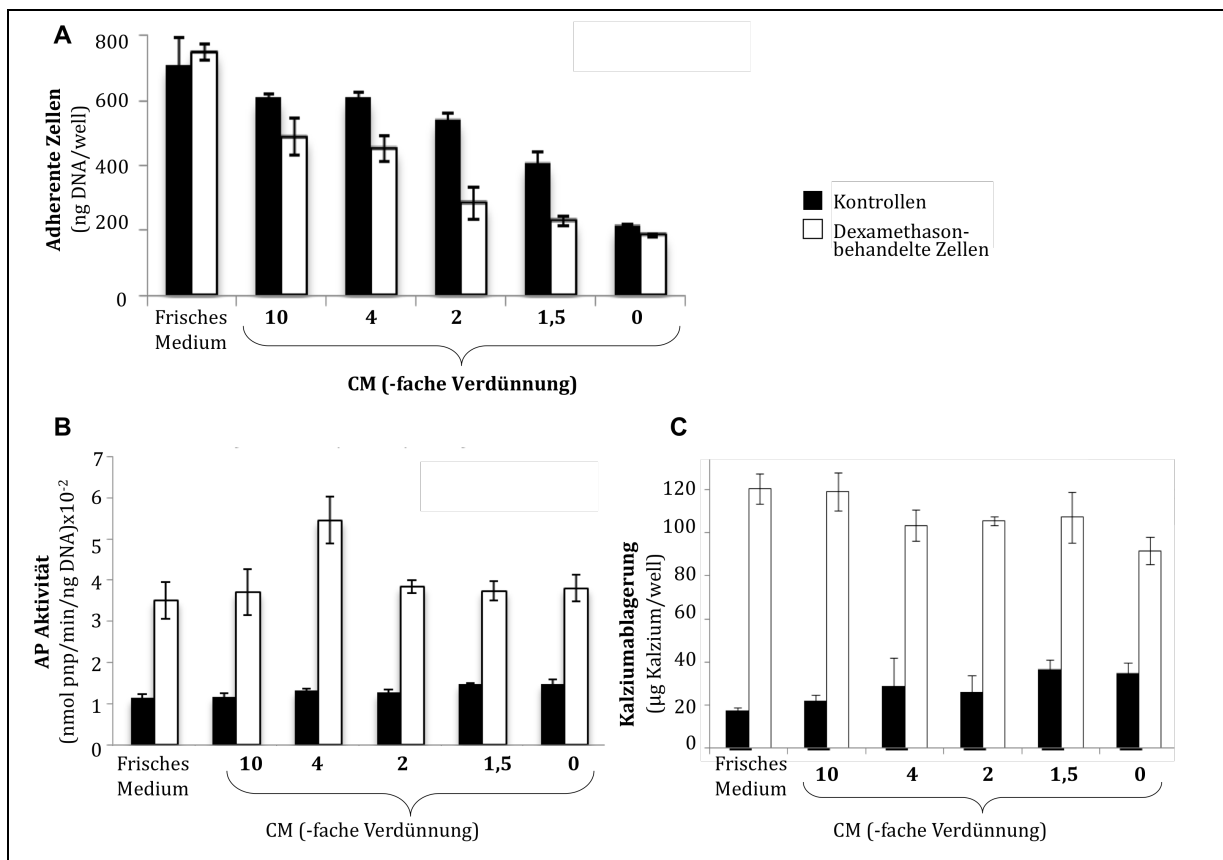 A
800
600
400
200
0
Adherente Zellen
(ng DNA/well)
Frisches
Medium
10 4 2 1,5 0
CM (-fache Verdünnung)
Kontrollen
Dexamethason-
behandelte Zellen
B
7
6
5
4
3
2
1
0
AP Aktivität
(nmol pnp/min/ng DNA)x10⁻²
Frisches
Medium
10 4 2 1,5 0
CM (-fache Verdünnung)
C
120
100
80
60
40
20
0
Kalziumablagerung
(µg Kalzium/well)
Frisches
Medium
10 4 2 1,5 0
CM (-fache Verdünnung)